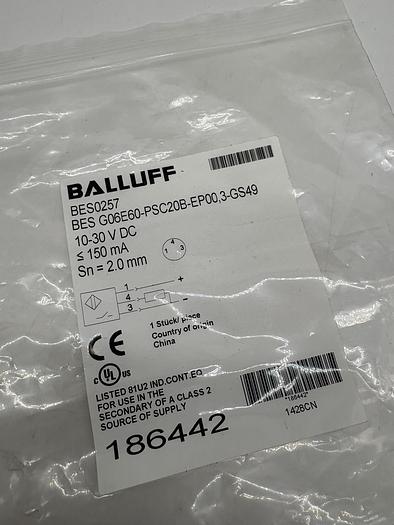 BALLUFF
BES0257
BES G06E60-PSC20B-EP00,3-GS49
10-30 V DC
≤ 150 mA
Sn = 2.0 mm
4
1 3
1 +
4
3 -
1 Stück/ piece
Country of origin
China
CE
C UL US
LISTED 81U2 IND.CONT.EQ
FOR USE IN THE
SECONDARY OF A CLASS 2
SOURCE OF SUPPLY
186442
*186442*
1428CN